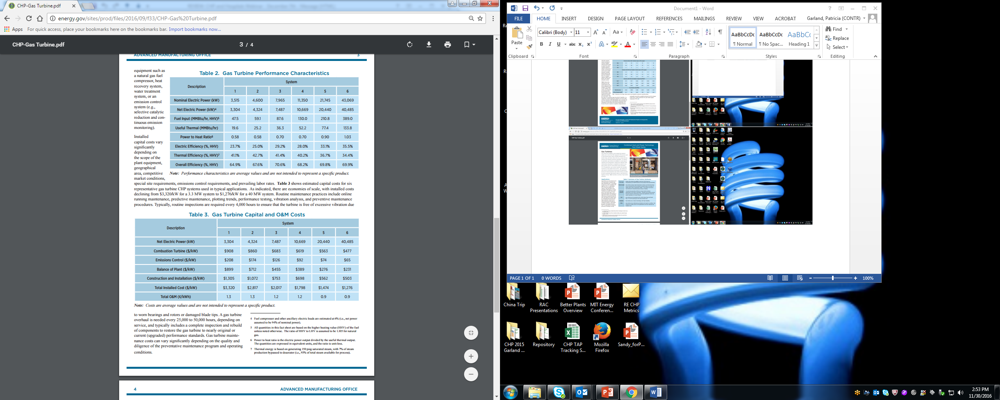 CHP-Gas Turbine.pdf
energy.gov/sites/prod/files/2016/09/f33/CHP-Gas%20Turbine.pdf
Apps For quick access, place your bookmarks here on the bookmarks bar. Import bookmarks now...
CHP-Gas Turbine.pdf 3 / 4
ADVANCED MANUFACTURING OFFICE 3
equipment such as
a natural gas fuel
compressor, heat
recovery system,
water treatment
system, or an
emission control
system (e.g.,
selective catalytic
reduction and con-
tinuous emission
monitoring).
Installed
capital costs vary
significantly
depending on
the scope of the
plant equipment,
geographical
area, competitive
market conditions,
Table 2. Gas Turbine Performance Characteristics
Description System
1 2 3 4 5 6
Nominal Electric Power (kW) 3,515 4,600 7,965 11,350 21,745 43,069
Net Electric Power (kW)4 3,304 4,324 7,487 10,669 20,440 40,485
Fuel Input (MMBtu/hr, HHV)5 47.5 59.1 87.6 130.0 210.8 389.0
Useful Thermal (MMBtu/hr) 19.6 25.2 36.3 52.2 77.4 133.8
Power to Heat Ratio6 0.58 0.58 0.70 0.70 0.90 1.03
Electric Efficiency (%, HHV) 23.7% 25.0% 29.2% 28.0% 33.1% 35.5%
Thermal Efficiency (%, HHV)7 41.1% 42.7% 41.4% 40.2% 36.7% 34.4%
Overall Efficiency (%, HHV) 64.9% 67.6% 70.6% 68.2% 69.8% 69.9%
Note: Performance characteristics are average values and are not intended to represent a specific product.
special site requirements, emissions control requirements, and prevailing labor rates. Table 3 shows estimated capital costs for six
representative gas turbine CHP systems used in typical applications. As indicated, there are economies of scale, with installed costs
declining from $3,320/kW for a 3.3 MW system to $1,276/kW for a 40 MW system. Routine maintenance practices include online
running maintenance, predictive maintenance, plotting trends, performance testing, vibration analysis, and preventive maintenance
procedures. Typically, routine inspections are required every 4,000 hours to ensure that the turbine is free of excessive vibration due
Table 3. Gas Turbine Capital and O&M Costs
Description System
1 2 3 4 5 6
Net Electric Power (kW) 3,304 4,324 7,487 10,669 20,440 40,485
Combustion Turbine ($/kW) $908 $860 $683 $619 $563 $477
Emissions Control ($/kW) $208 $174 $126 $92 $74 $65
Balance of Plant ($/kW) $899 $712 $455 $389 $276 $231
Construction and Installation ($/kW) $1,305 $1,072 $753 $698 $562 $503
Total Installed Cost ($/kW) $3,320 $2,817 $2,017 $1,798 $1,474 $1,276
Total O&M (¢/kWh) 1.3 1.3 1.2 1.2 0.9 0.9
Note: Costs are average values and are not intended to represent a specific product.
to worn bearings and rotors or damaged blade tips. A gas turbine
overhaul is needed every 25,000 to 50,000 hours, depending on
service, and typically includes a complete inspection and rebuild
of components to restore the gas turbine to nearly original or
current (upgraded) performance standards. Gas turbine mainte-
nance costs can vary significantly depending on the quality and
diligence of the preventative maintenance program and operating
conditions.
4 Fuel compressor and other ancillary electric loads are estimated at 6% (i.e., net power
assumed to be 94% of nominal power).
5 All quantities in this fact sheet are based on the higher heating value (HHV) of the fuel
unless noted otherwise. The ratio of HHV to LHV is assumed to be 1.105 for natural
gas.
6 Power to heat ratio is the electric power output divided by the useful thermal output.
The quantities are expressed in equivalent units, and the ratio is unit-less.
7 Thermal energy is based on generating 150 psig saturated steam, with 7% of steam
production bypassed to deaerator (i.e., 93% of total steam available for process).
4 ADVANCED MANUFACTURING OFFICE
Document1 - Word
FILE HOME INSERT DESIGN PAGE LAYOUT REFERENCES MAILINGS REVIEW VIEW ACROBAT Garland, Patricia (CONTR)
Paste
Calibri (Body) 11
AaBbCcDc AaBbCcDc AaBbCc
¶ Normal ¶ No Spac... Heading 1
Find
Replace
Select
Clipboard Font Paragraph Styles Editing
ENERGY
CHP-Gas Turbine.pdf
ENERGY
Combined Heat and Power Technology
Fact Sheet Series
Gas Turbines
Applications
Table 1. Summary of Gas Turbine Attributes
PAGE 1 OF 1 0 WORDS 100%
China Trip
RAC
Presentations
Better Plants
Overview
MIT Energy
Conferen...
RE CHP
Metrics
CHP 2015
Garland ...
Repository
CHP TAP
Tracking S...
Mozilla
Firefox
Sandy_forP...
2:53 PM
11/30/2016